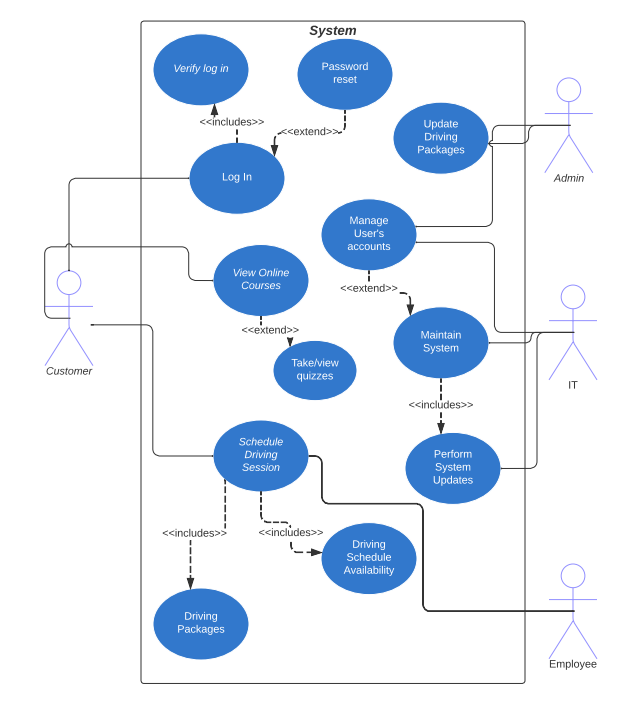 System
Verify log in
Password
reset
<<includes>>
<<extend>>
Update
Driving
Packages
Log In
Admin
Manage
User's
accounts
View Online
Courses
<<extend>>
<<extend>>
Maintain
System
Take/view
quizzes
Customer
IT
<<includes>>
Schedule
Driving
Session
Perform
System
Updates
<<includes>>
<<includes>>
Driving
Schedule
Availability
Driving
Packages
Employee